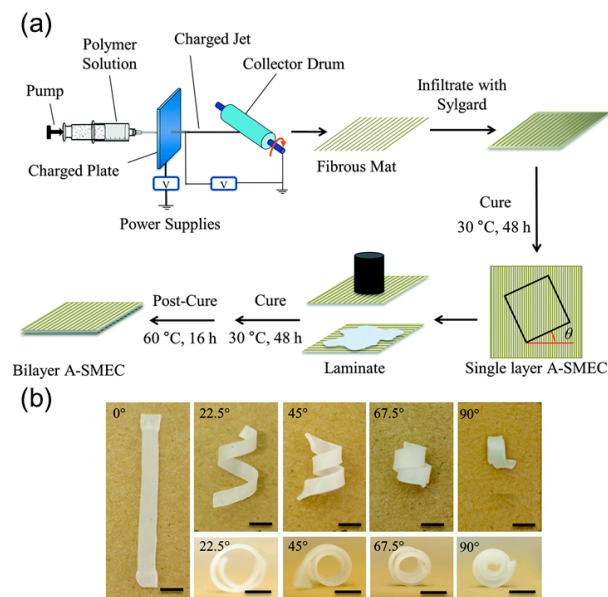 (a)
Polymer
Solution
Charged Jet
Collector Drum
Pump
Infiltrate with
Sylgard
Charged Plate
Fibrous Mat
V
V
Power Supplies
Cure
30 °C, 48 h
Post-Cure
60 °C, 16 h
Cure
30 °C, 48 h
θ
Bilayer A-SMEC
Laminate
Single layer A-SMEC
(b)
0°
22.5°
45°
67.5°
90°
22.5°
45°
67.5°
90°